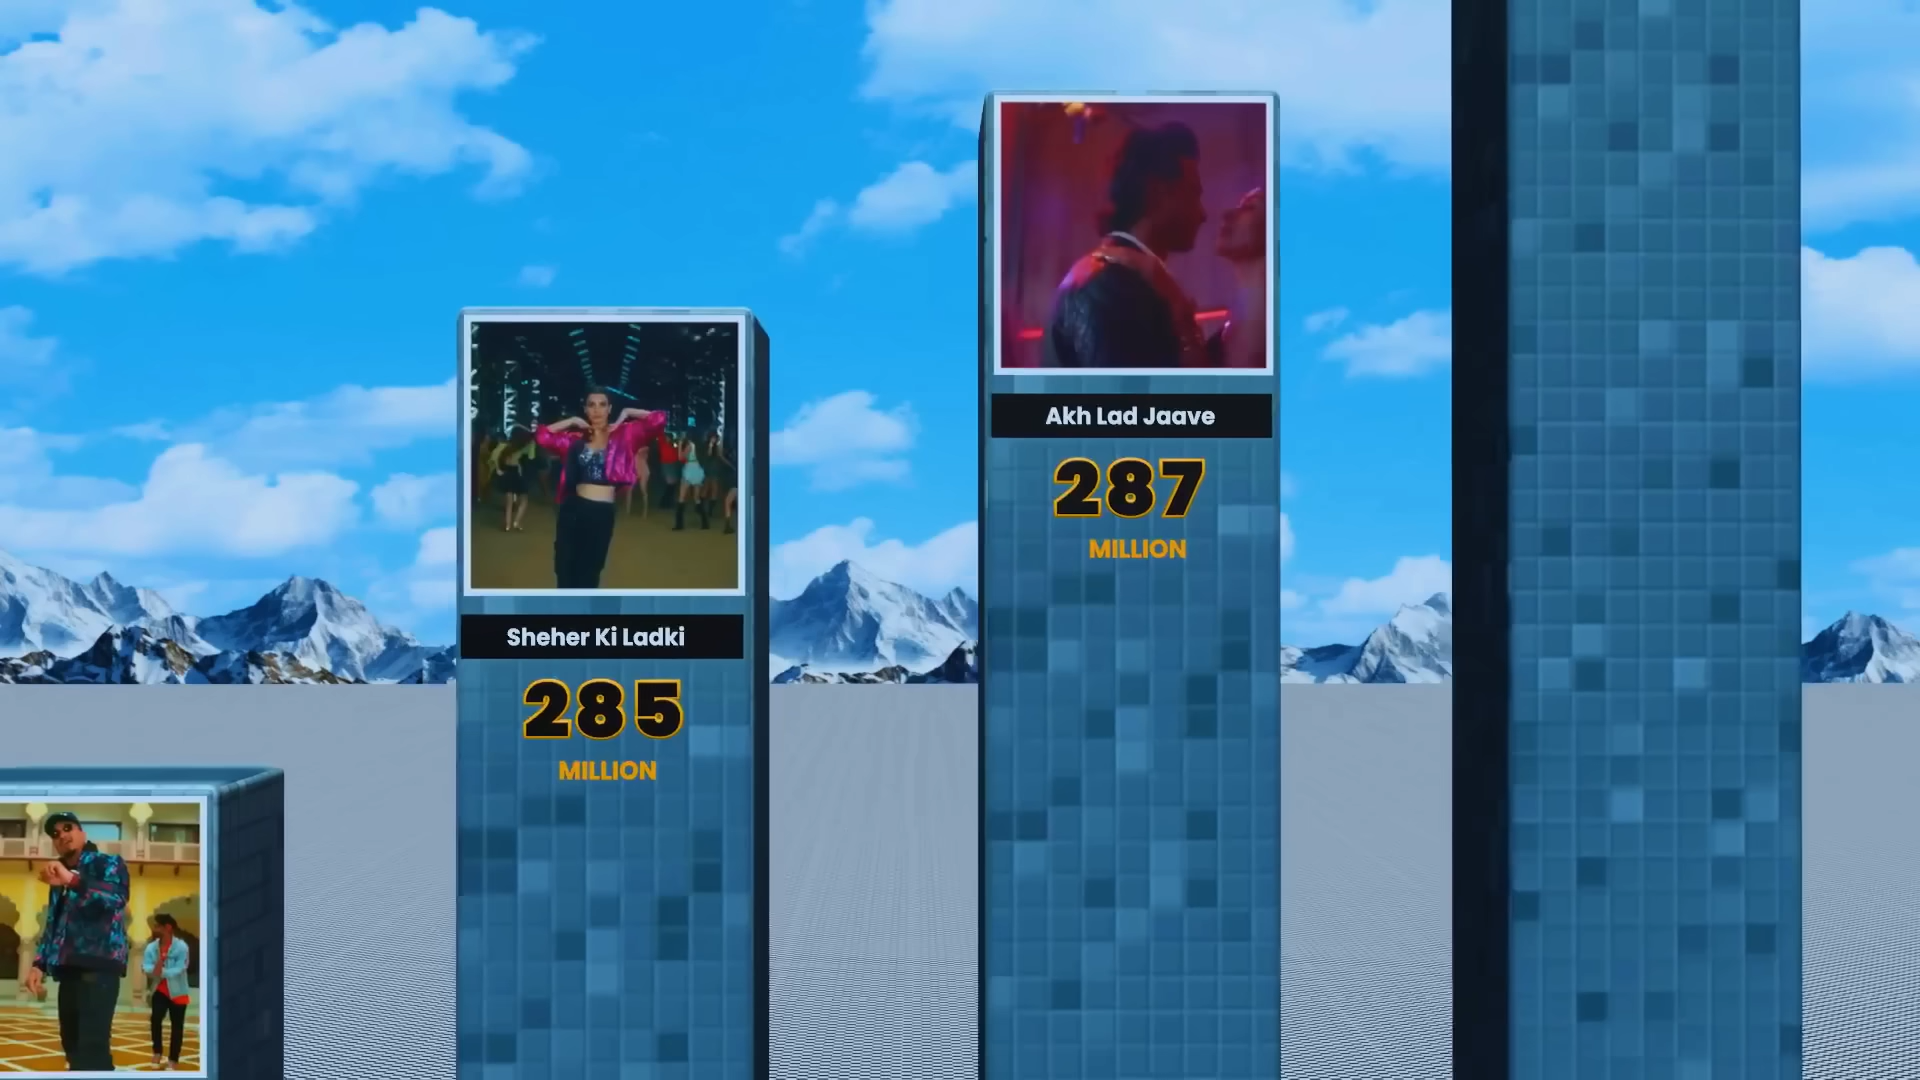 Sheher Ki Ladki
285
MILLION
Akh Lad Jaave
287
MILLION